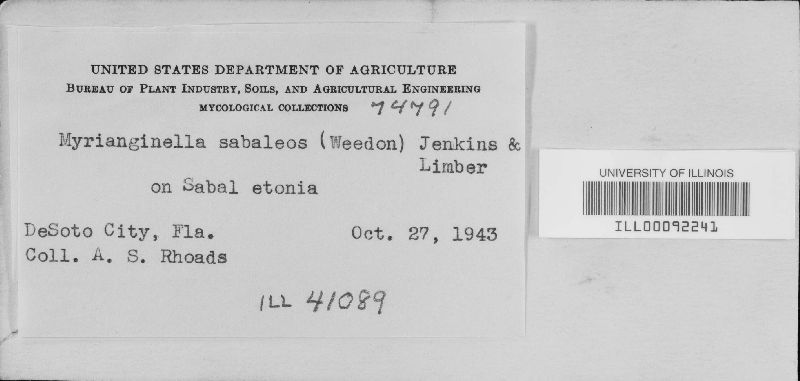 UNITED STATES DEPARTMENT OF AGRICULTURE
BUREAU OF PLANT INDUSTRY, SOILS, AND AGRICULTURAL ENGINEERING
MYCOLOGICAL COLLECTIONS 74791
Myrianginella sabaleos (Weedon) Jenkins &
Limber
on Sabal etonia
DeSoto City, Fla. Oct. 27, 1943
Coll. A. S. Rhoads
ILL 41089
UNIVERSITY OF ILLINOIS
ILL00092241